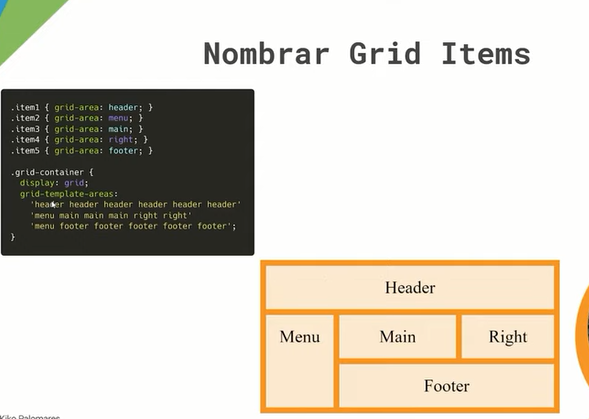 Nombrar Grid Items
.item1 { grid-area: header; }
.item2 { grid-area: menu; }
.item3 { grid-area: main; }
.item4 { grid-area: right; }
.item5 { grid-area: footer; }
.grid-container {
display: grid;
grid-template-areas:
'header header header header header header'
'menu main main main right right'
'menu footer footer footer footer footer';
}
Header
Menu
Main
Right
Footer
Kiko Palomares